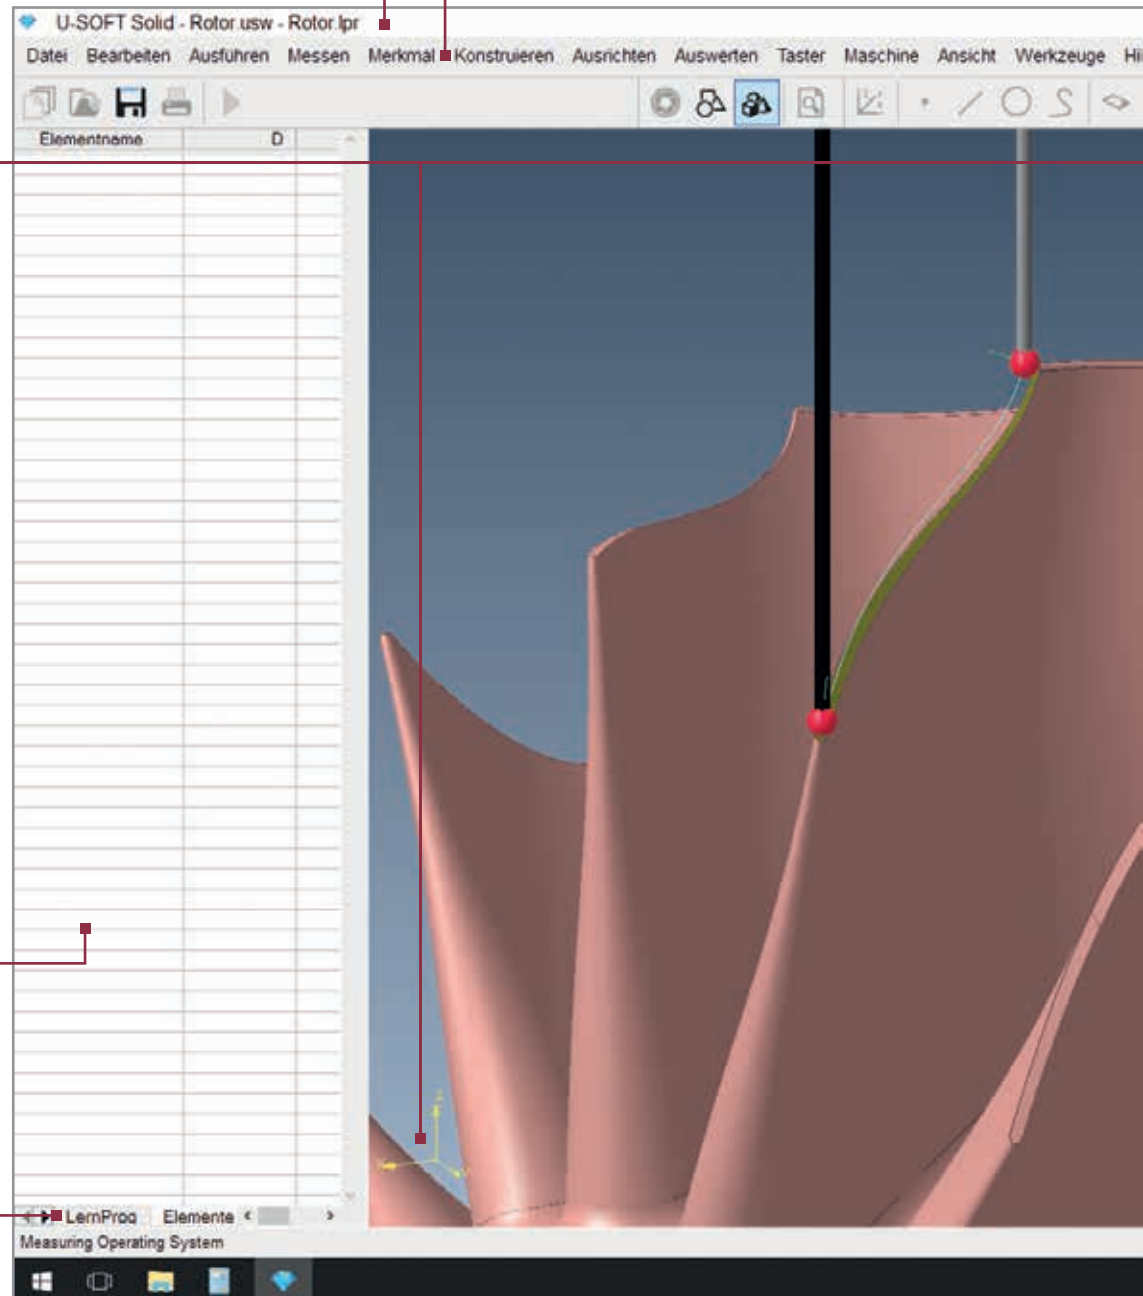 U-SOFT Solid - Rotor.usw - Rotor.lpr
Datei Bearbeiten Ausführen Messen Merkmal Konstruieren Ausrichten Auswerten Taster Maschine Ansicht Werkzeuge
Elementname D
LernProg Elemente
Measuring Operating System